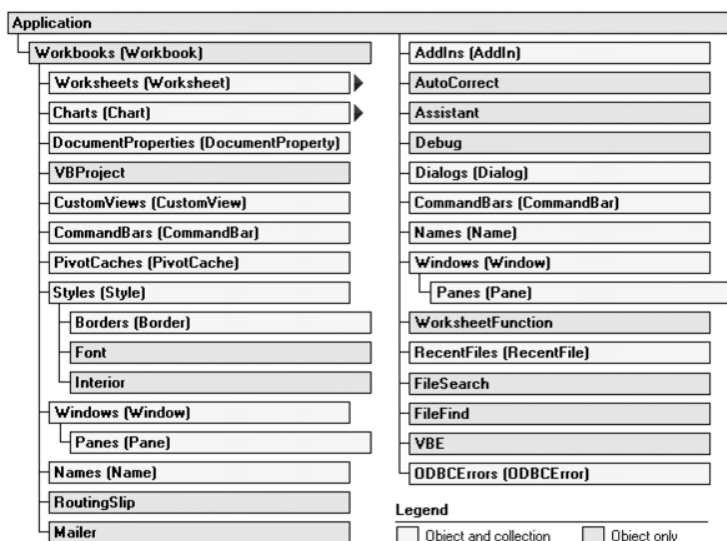 Application
Workbooks (Workbook)
Worksheets (Worksheet)
Charts (Chart)
DocumentProperties (DocumentProperty)
VBProject
CustomViews (CustomView)
CommandBars (CommandBar)
PivotCaches (PivotCache)
Styles (Style)
Borders (Border)
Font
Interior
Windows (Window)
Panes (Pane)
Names (Name)
RoutingSlip
Mailer
AddIns (AddIn)
AutoCorrect
Assistant
Debug
Dialogs (Dialog)
CommandBars (CommandBar)
Names (Name)
Windows (Window)
Panes (Pane)
WorksheetFunction
RecentFiles (RecentFile)
FileSearch
FileFind
VBE
ODBCErrors (ODBCError)
Legend
Object and collection
Object only